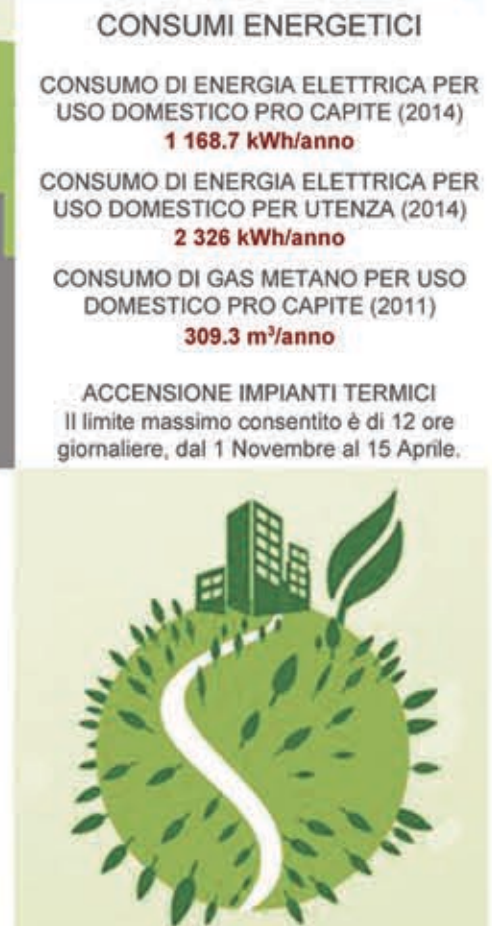 CONSUMI ENERGETICI
CONSUMO DI ENERGIA ELETTRICA PER
USO DOMESTICO PRO CAPITE (2014)
1 168.7 kWh/anno
CONSUMO DI ENERGIA ELETTRICA PER
USO DOMESTICO PER UTENZA (2014)
2 326 kWh/anno
CONSUMO DI GAS METANO PER USO
DOMESTICO PRO CAPITE (2011)
309.3 m³/anno
ACCENSIONE IMPIANTI TERMICI
Il limite massimo consentito è di 12 ore
giornaliere, dal 1 Novembre al 15 Aprile.